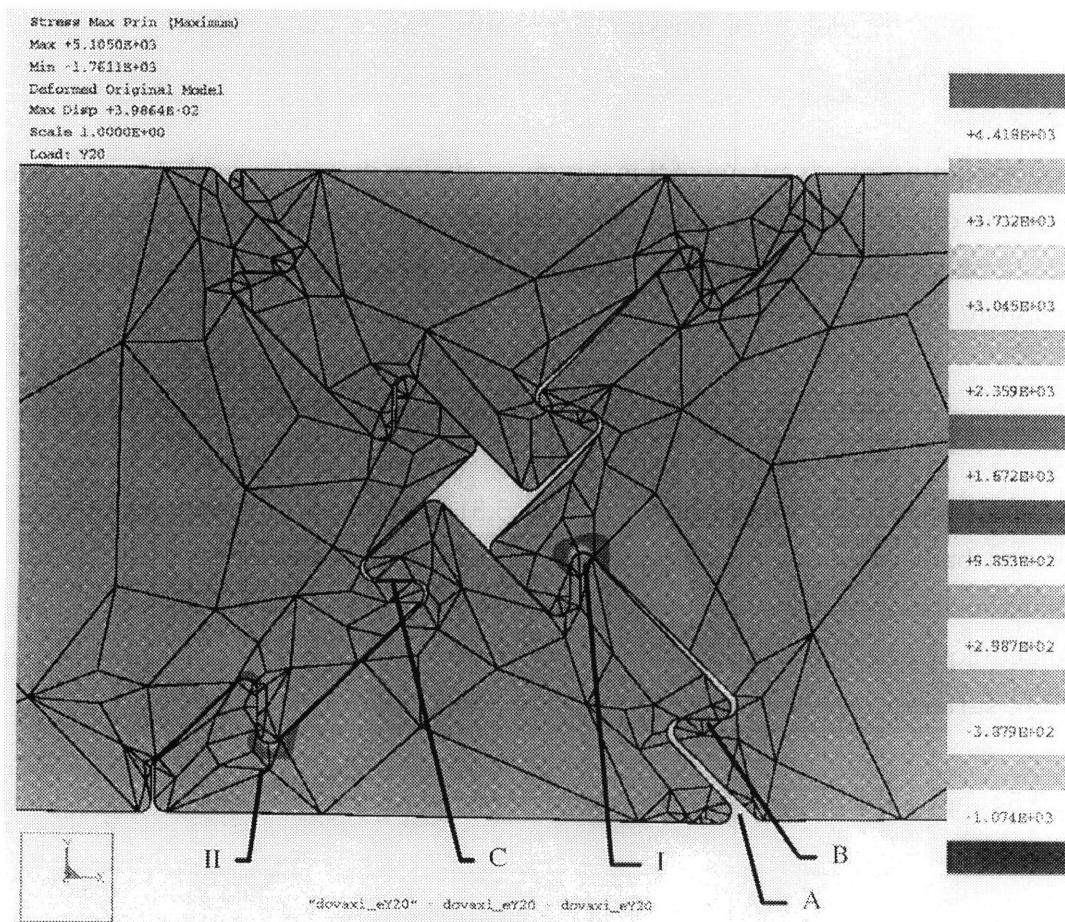 Stress Max Prin (Maximum)
Max +5.1050E+03
Min -1.7611E+03
Deformed Original Model
Max Disp +3.9864E-02
Scale 1.0000E+00
Load: Y20
+4.418E+03
+3.732E+03
+3.045E+03
+2.359E+03
+1.672E+03
+9.853E+02
+2.987E+02
-3.879E+02
-1.074E+03
II
C
I
B
A
Y
X
"dovaxi_eY20" - dovaxi_eY20 - dovaxi_eY20